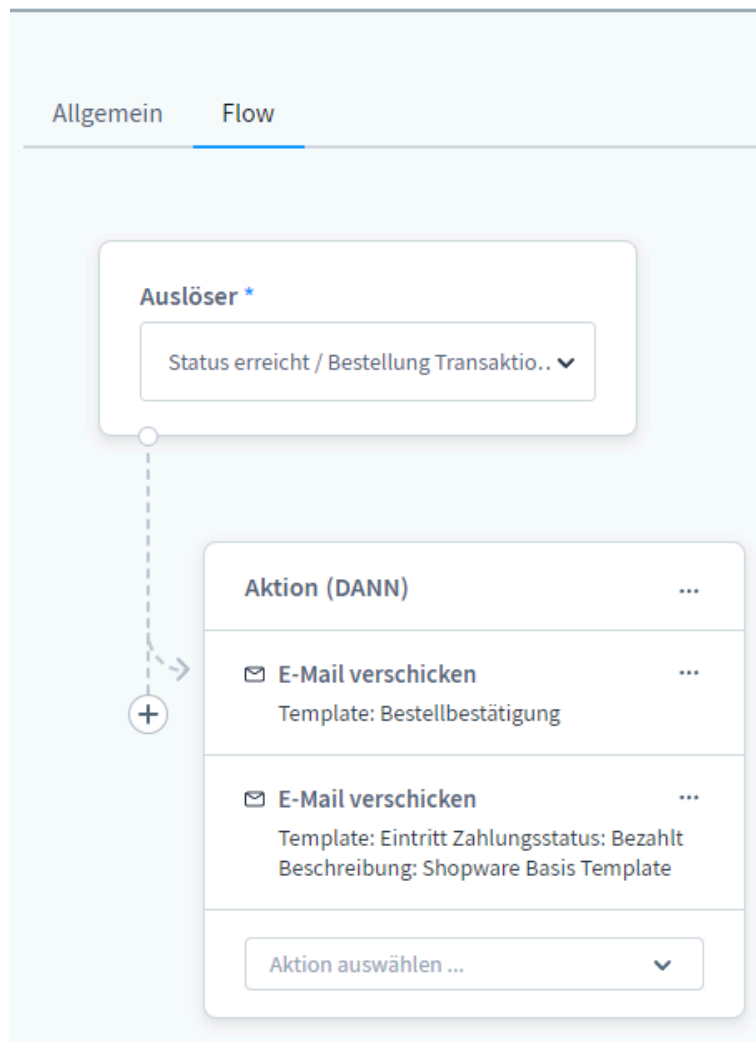 Allgemein Flow
Auslöser *
Status erreicht / Bestellung Transaktio..
Aktion (DANN) ...
E-Mail verschicken ...
Template: Bestellbestätigung
E-Mail verschicken ...
Template: Eintritt Zahlungsstatus: Bezahlt
Beschreibung: Shopware Basis Template
Aktion auswählen ...